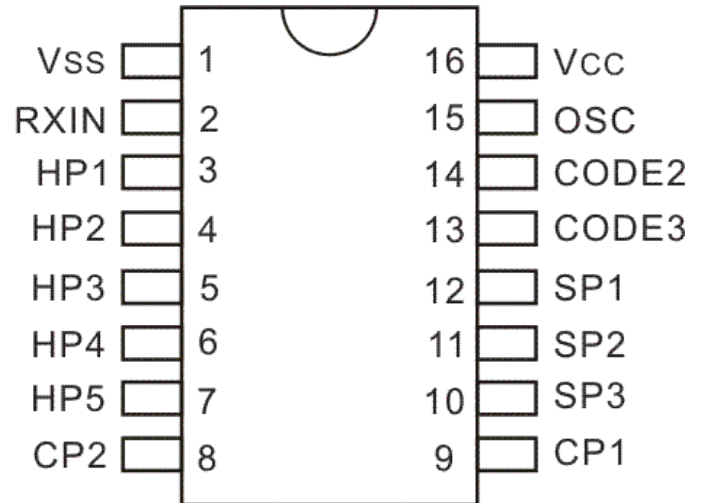 Vss 1 16 Vcc
RXIN 2 15 OSC
HP1 3 14 CODE2
HP2 4 13 CODE3
HP3 5 12 SP1
HP4 6 11 SP2
HP5 7 10 SP3
CP2 8 9 CP1